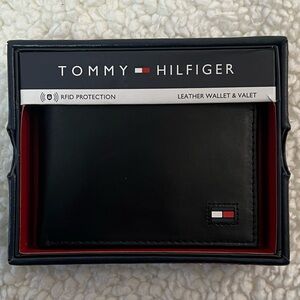 TOMMY HILFIGER
RFID PROTECTION LEATHER WALLET & VALET